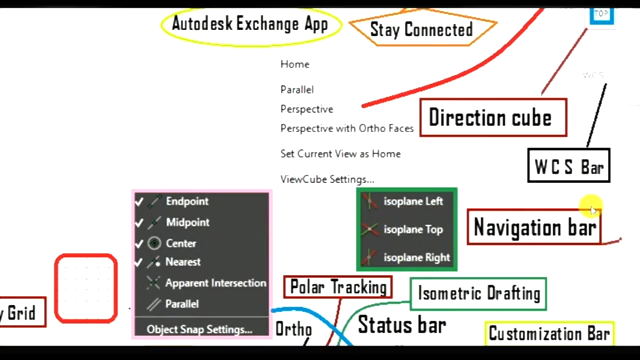 Autodesk Exchange App
Stay Connected
TOP
Home
WCS
Parallel
Perspective
Direction cube
Perspective with Ortho Faces
Set Current View as Home
W C S Bar
ViewCube Settings...
Endpoint
Midpoint
Center
Nearest
Apparent Intersection
Parallel
Object Snap Settings...
isoplane Left
isoplane Top
isoplane Right
Navigation bar
Polar Tracking
Isometric Drafting
y Grid
Ortho
Status bar
Customization Bar